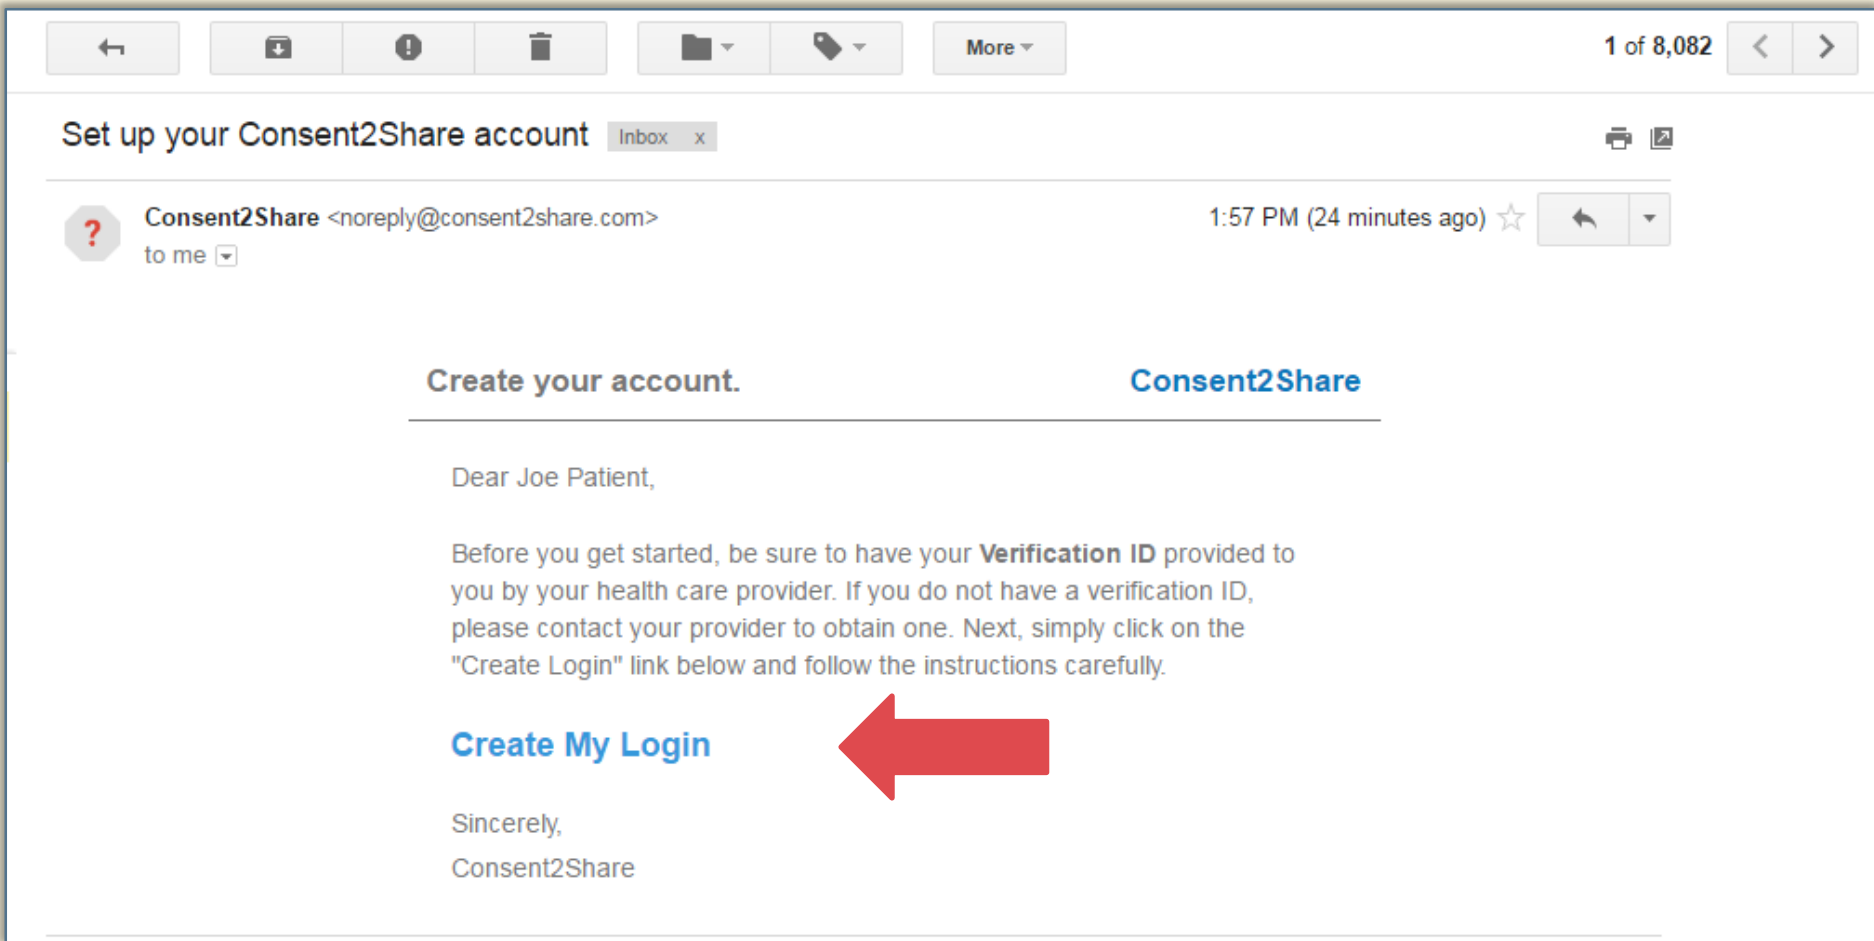 More
1 of 8,082
Set up your Consent2Share account Inbox x
? Consent2Share <noreply@consent2share.com> 1:57 PM (24 minutes ago)
to me
Create your account. Consent2Share
Dear Joe Patient,
Before you get started, be sure to have your Verification ID provided to
you by your health care provider. If you do not have a verification ID,
please contact your provider to obtain one. Next, simply click on the
"Create Login" link below and follow the instructions carefully.
Create My Login
Sincerely,
Consent2Share